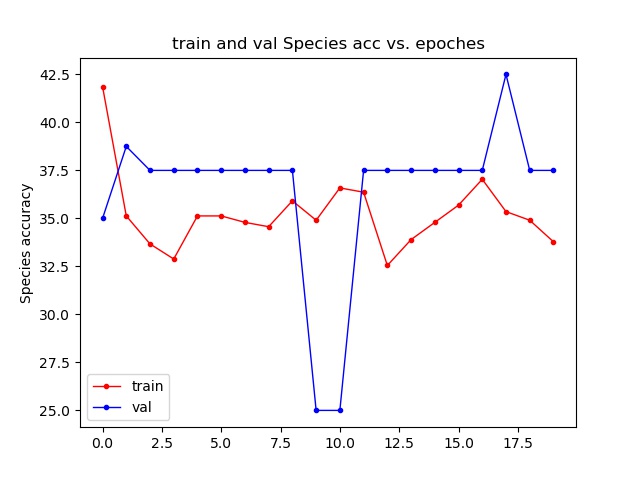 train and val Species acc vs. epoches
Species accuracy
42.5
40.0
37.5
35.0
32.5
30.0
27.5
25.0
train
val
0.0 2.5 5.0 7.5 10.0 12.5 15.0 17.5